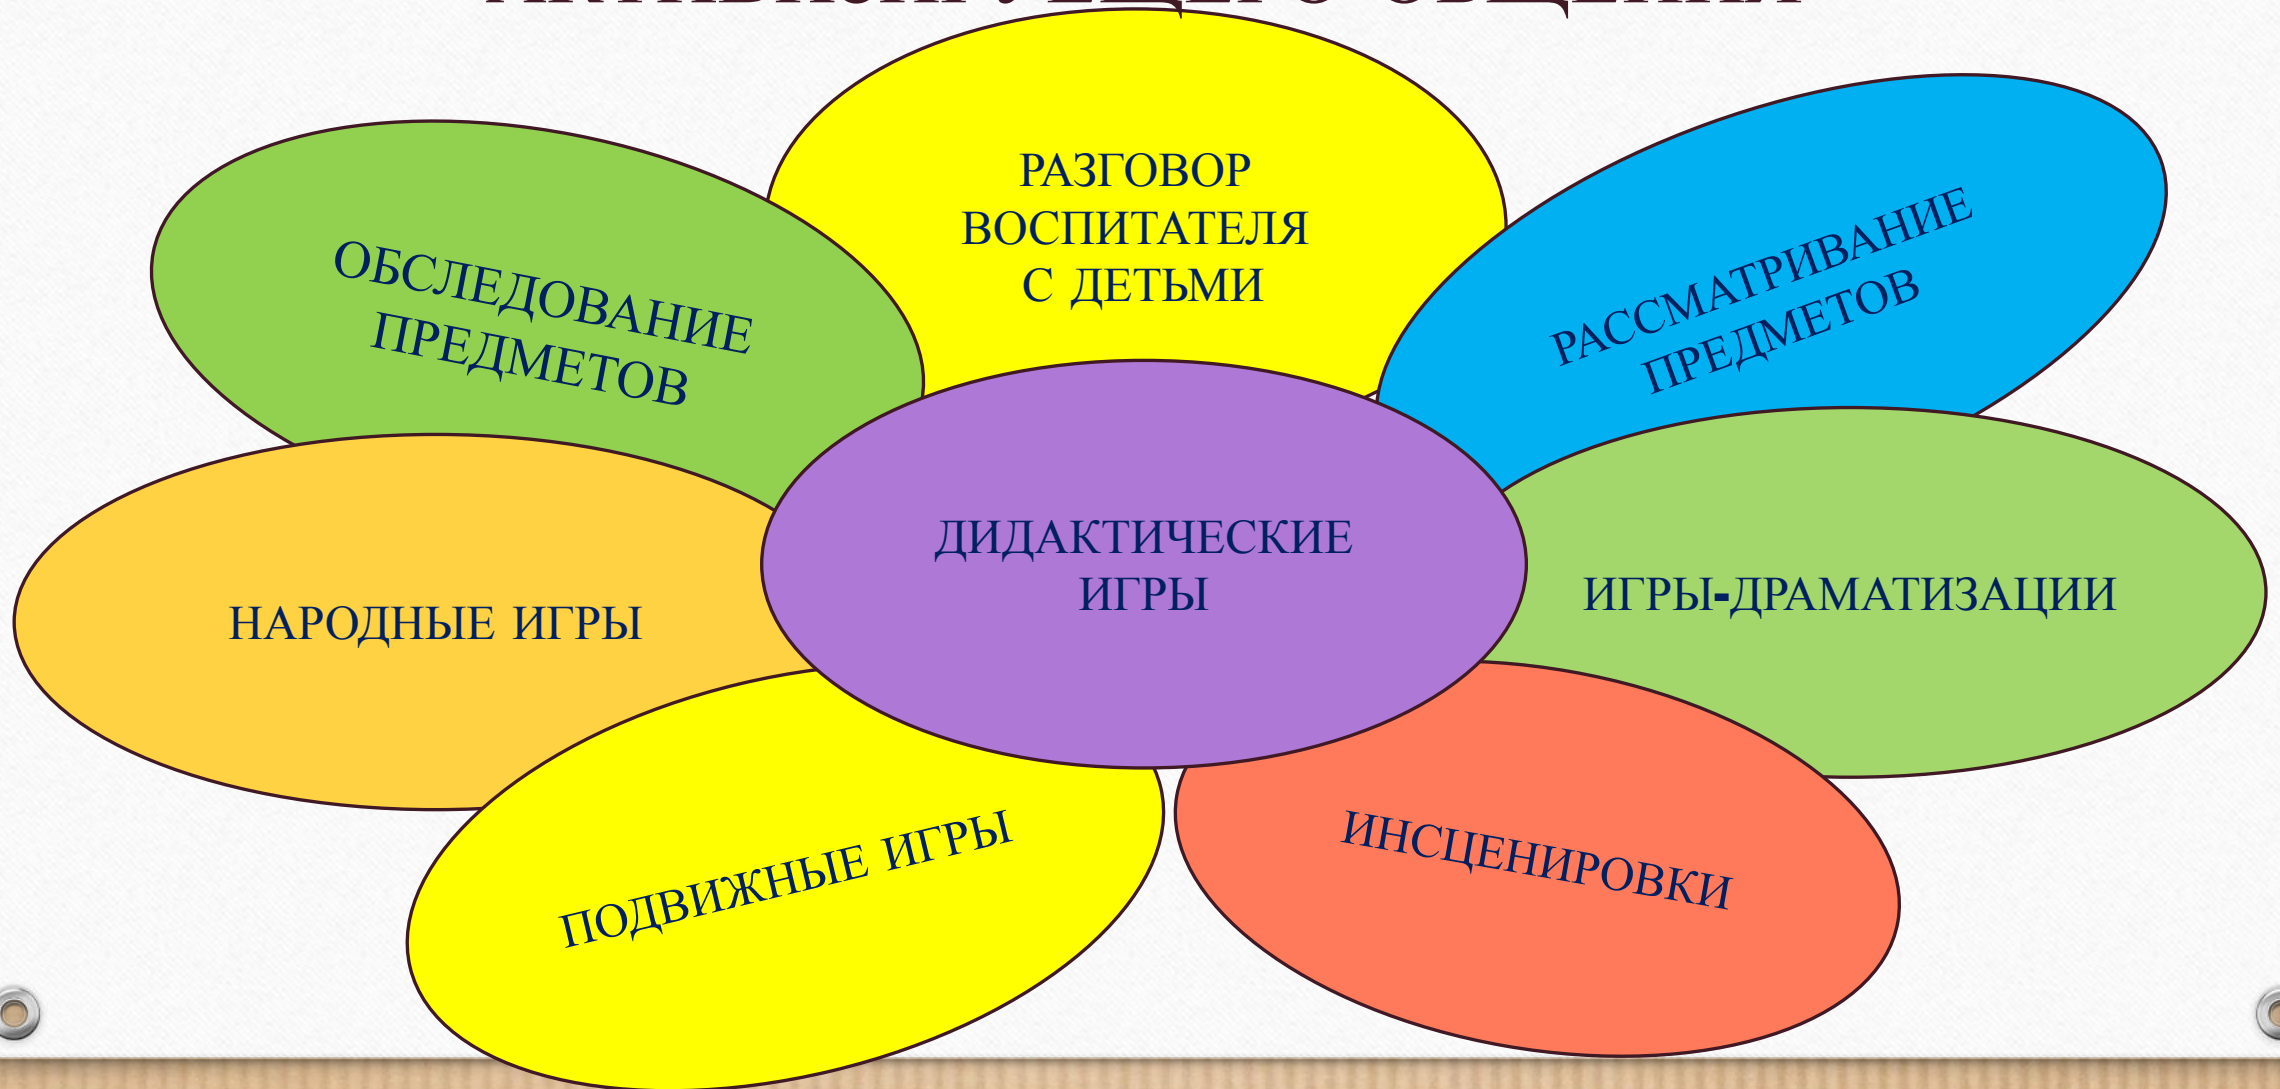 РАЗГОВОР
ВОСПИТАТЕЛЯ
С ДЕТЬМИ
ОБСЛЕДОВАНИЕ
ПРЕДМЕТОВ
РАССМАТРИВАНИЕ
ПРЕДМЕТОВ
НАРОДНЫЕ ИГРЫ
ДИДАКТИЧЕСКИЕ
ИГРЫ
ИГРЫ-ДРАМАТИЗАЦИИ
ПОДВИЖНЫЕ ИГРЫ
ИНСЦЕНИРОВКИ